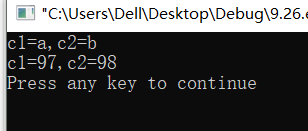 "C:\Users\Dell\Desktop\Debug\9.26.e
c1=a,c2=b
c1=97,c2=98
Press any key to continue